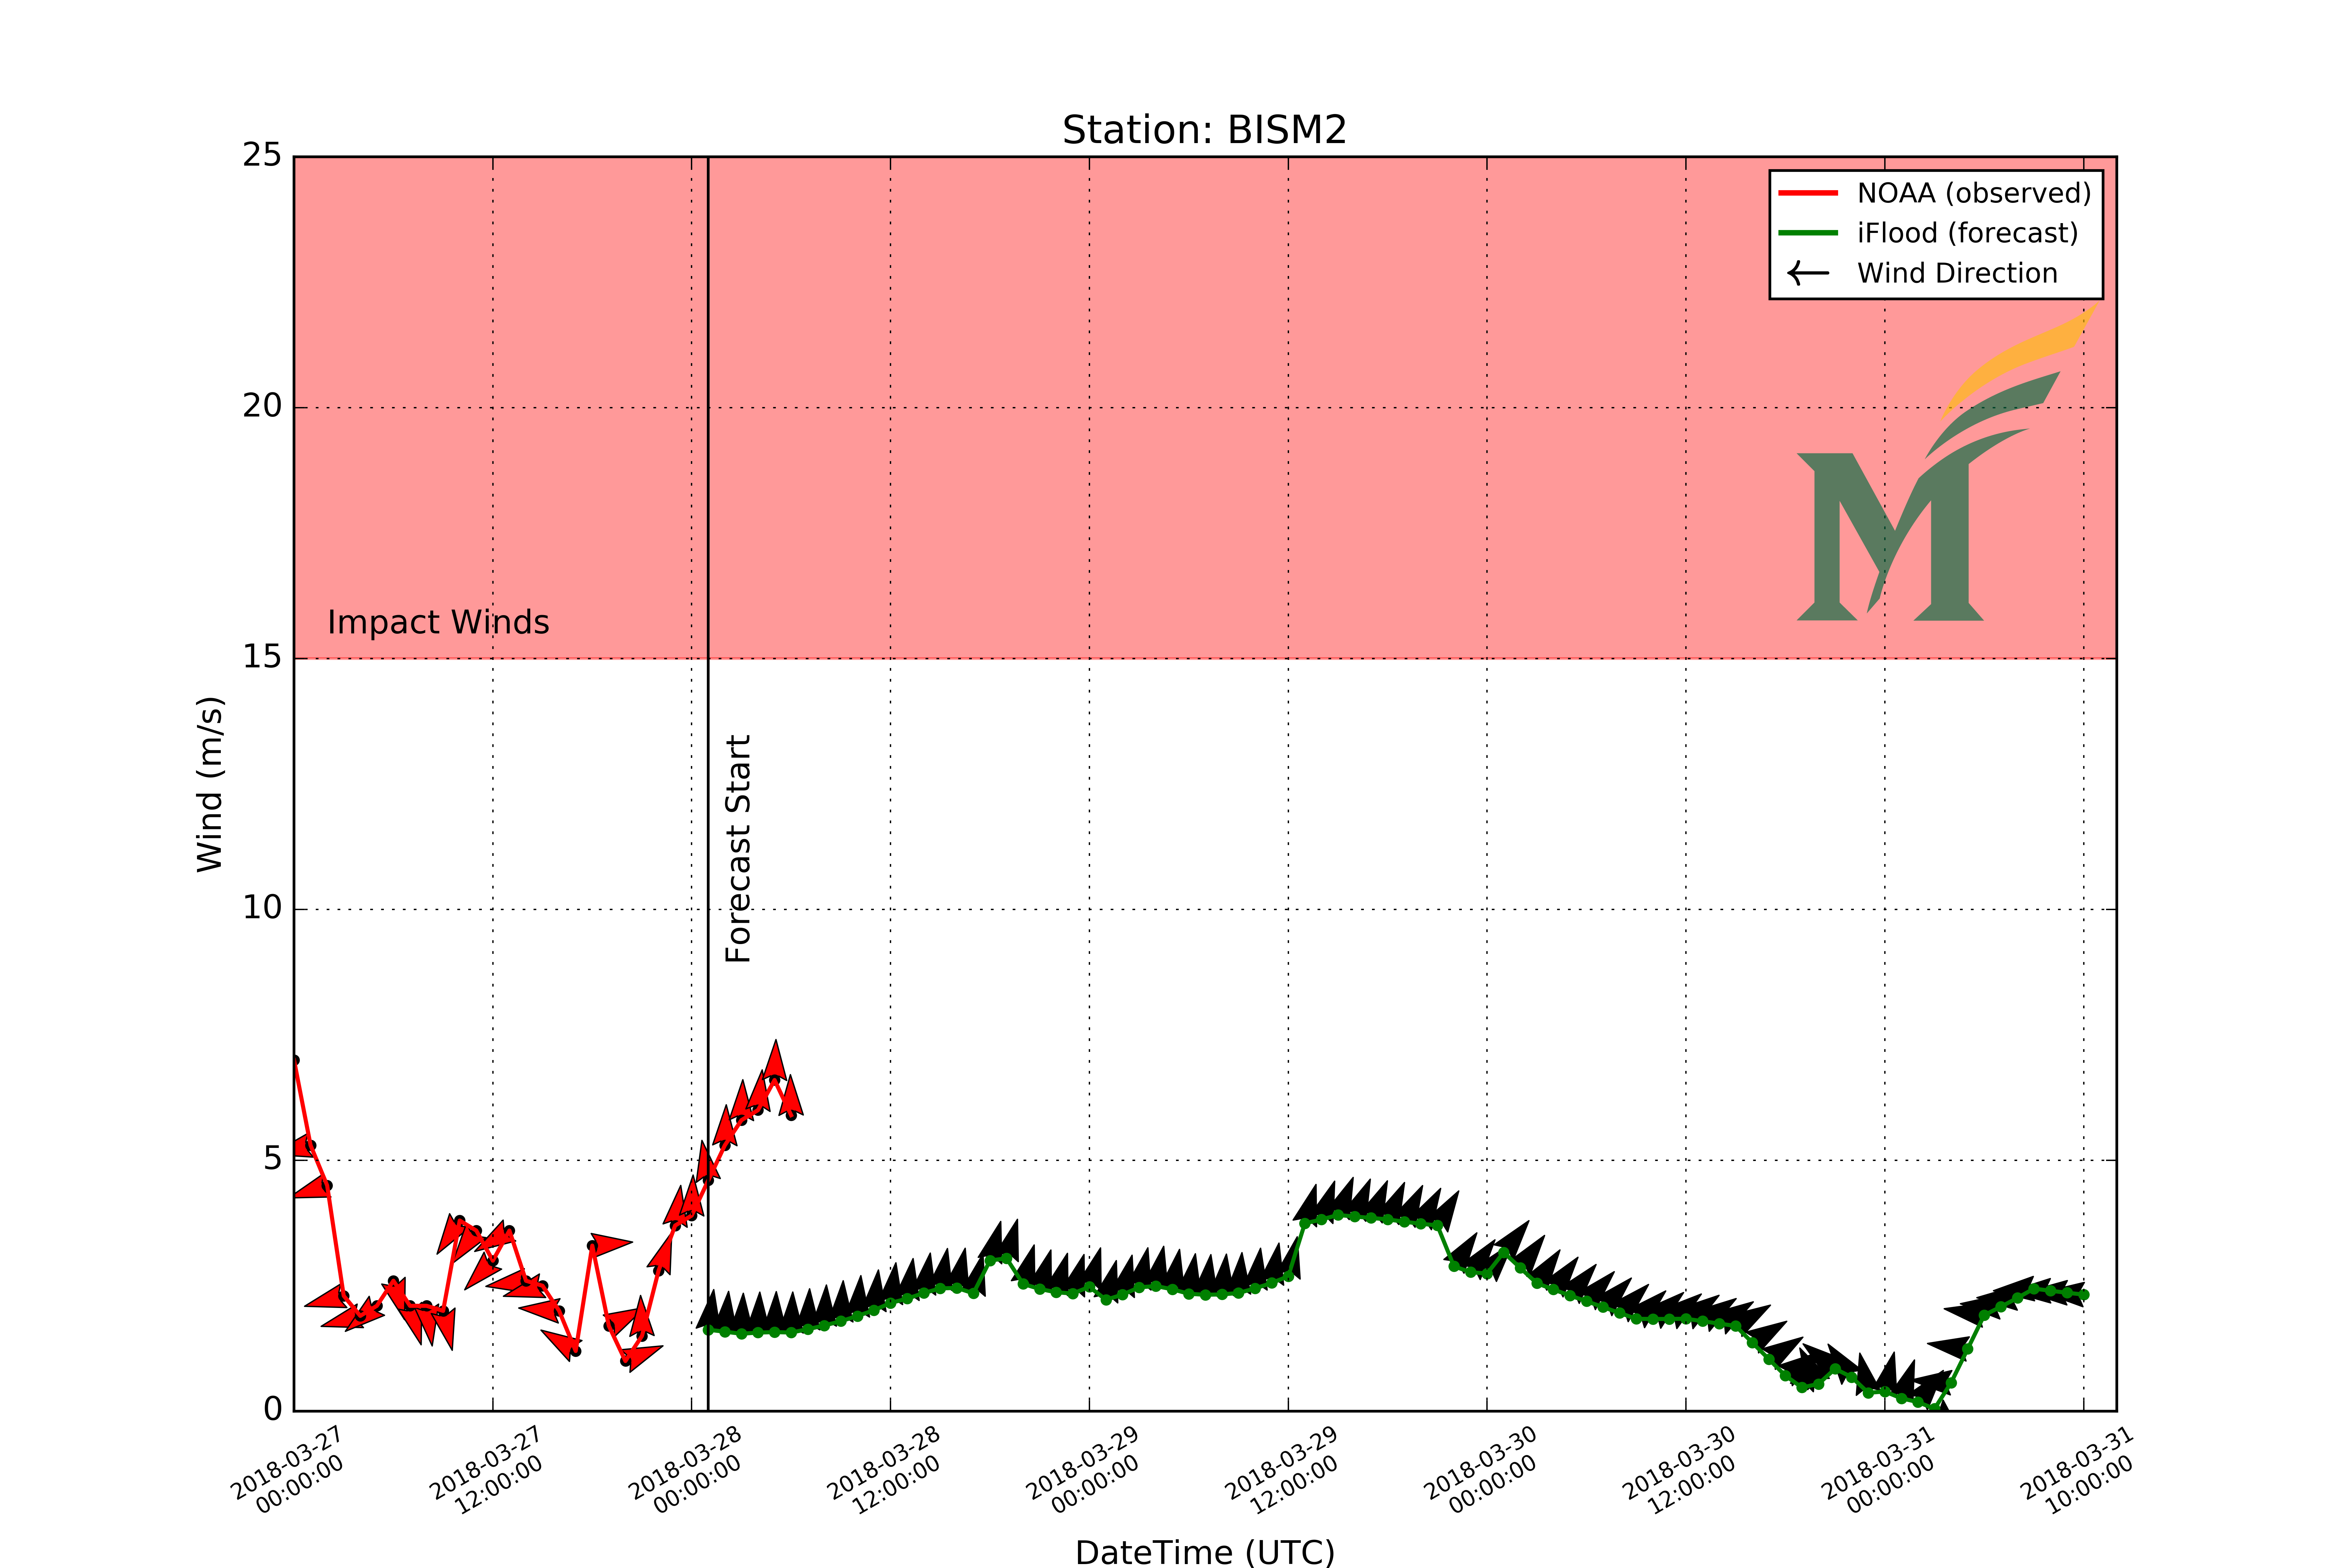 Station: BISM2
25
20
15
10
5
0
Wind (m/s)
NOAA (observed)
iFlood (forecast)
Wind Direction
M
Impact Winds
Forecast Start
2018-03-27
00:00:00
2018-03-27
12:00:00
2018-03-28
00:00:00
2018-03-28
12:00:00
2018-03-29
00:00:00
2018-03-29
12:00:00
2018-03-30
00:00:00
2018-03-30
12:00:00
2018-03-31
00:00:00
2018-03-31
10:00:00
DateTime (UTC)